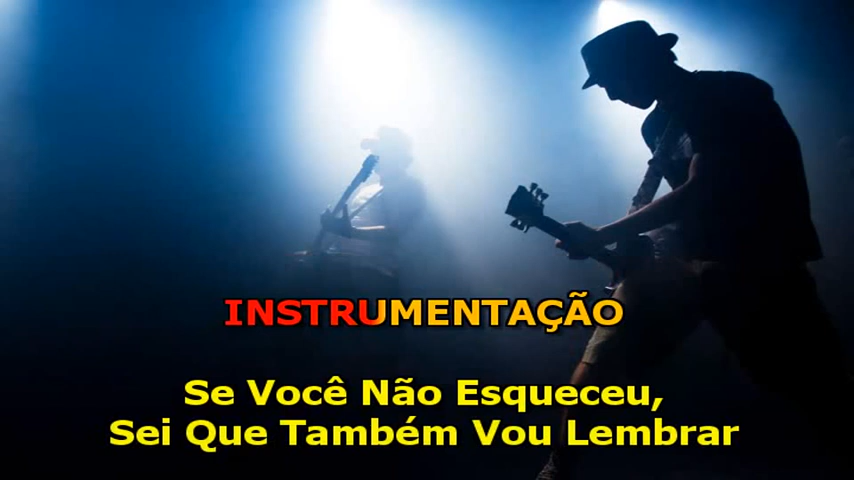 INSTRUMENTAÇÃO
Se Você Não Esqueceu,
Sei Que Também Vou Lembrar